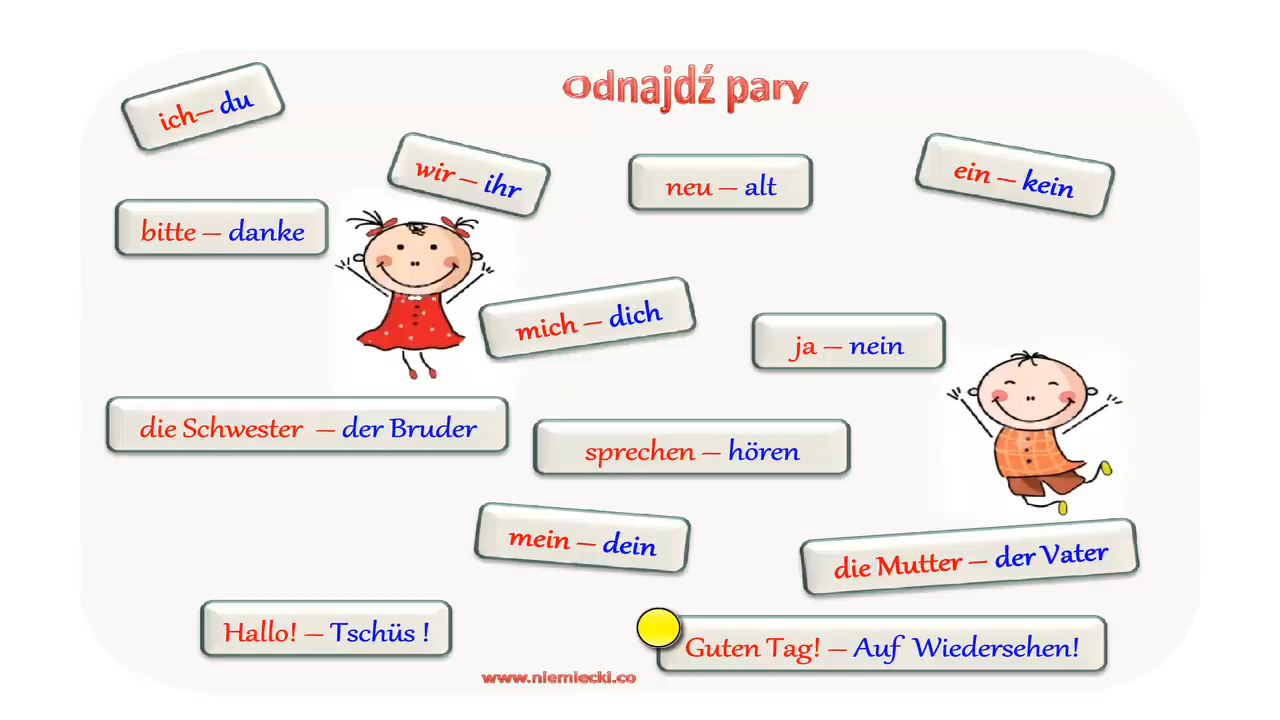 Odnajdź pary
ich– du
wir – ihr
neu – alt
ein – kein
bitte – danke
mich – dich
ja – nein
die Schwester – der Bruder
sprechen – hören
mein – dein
die Mutter – der Vater
Hallo! – Tschüs !
Guten Tag! – Auf Wiedersehen!
www.niemiecki.co